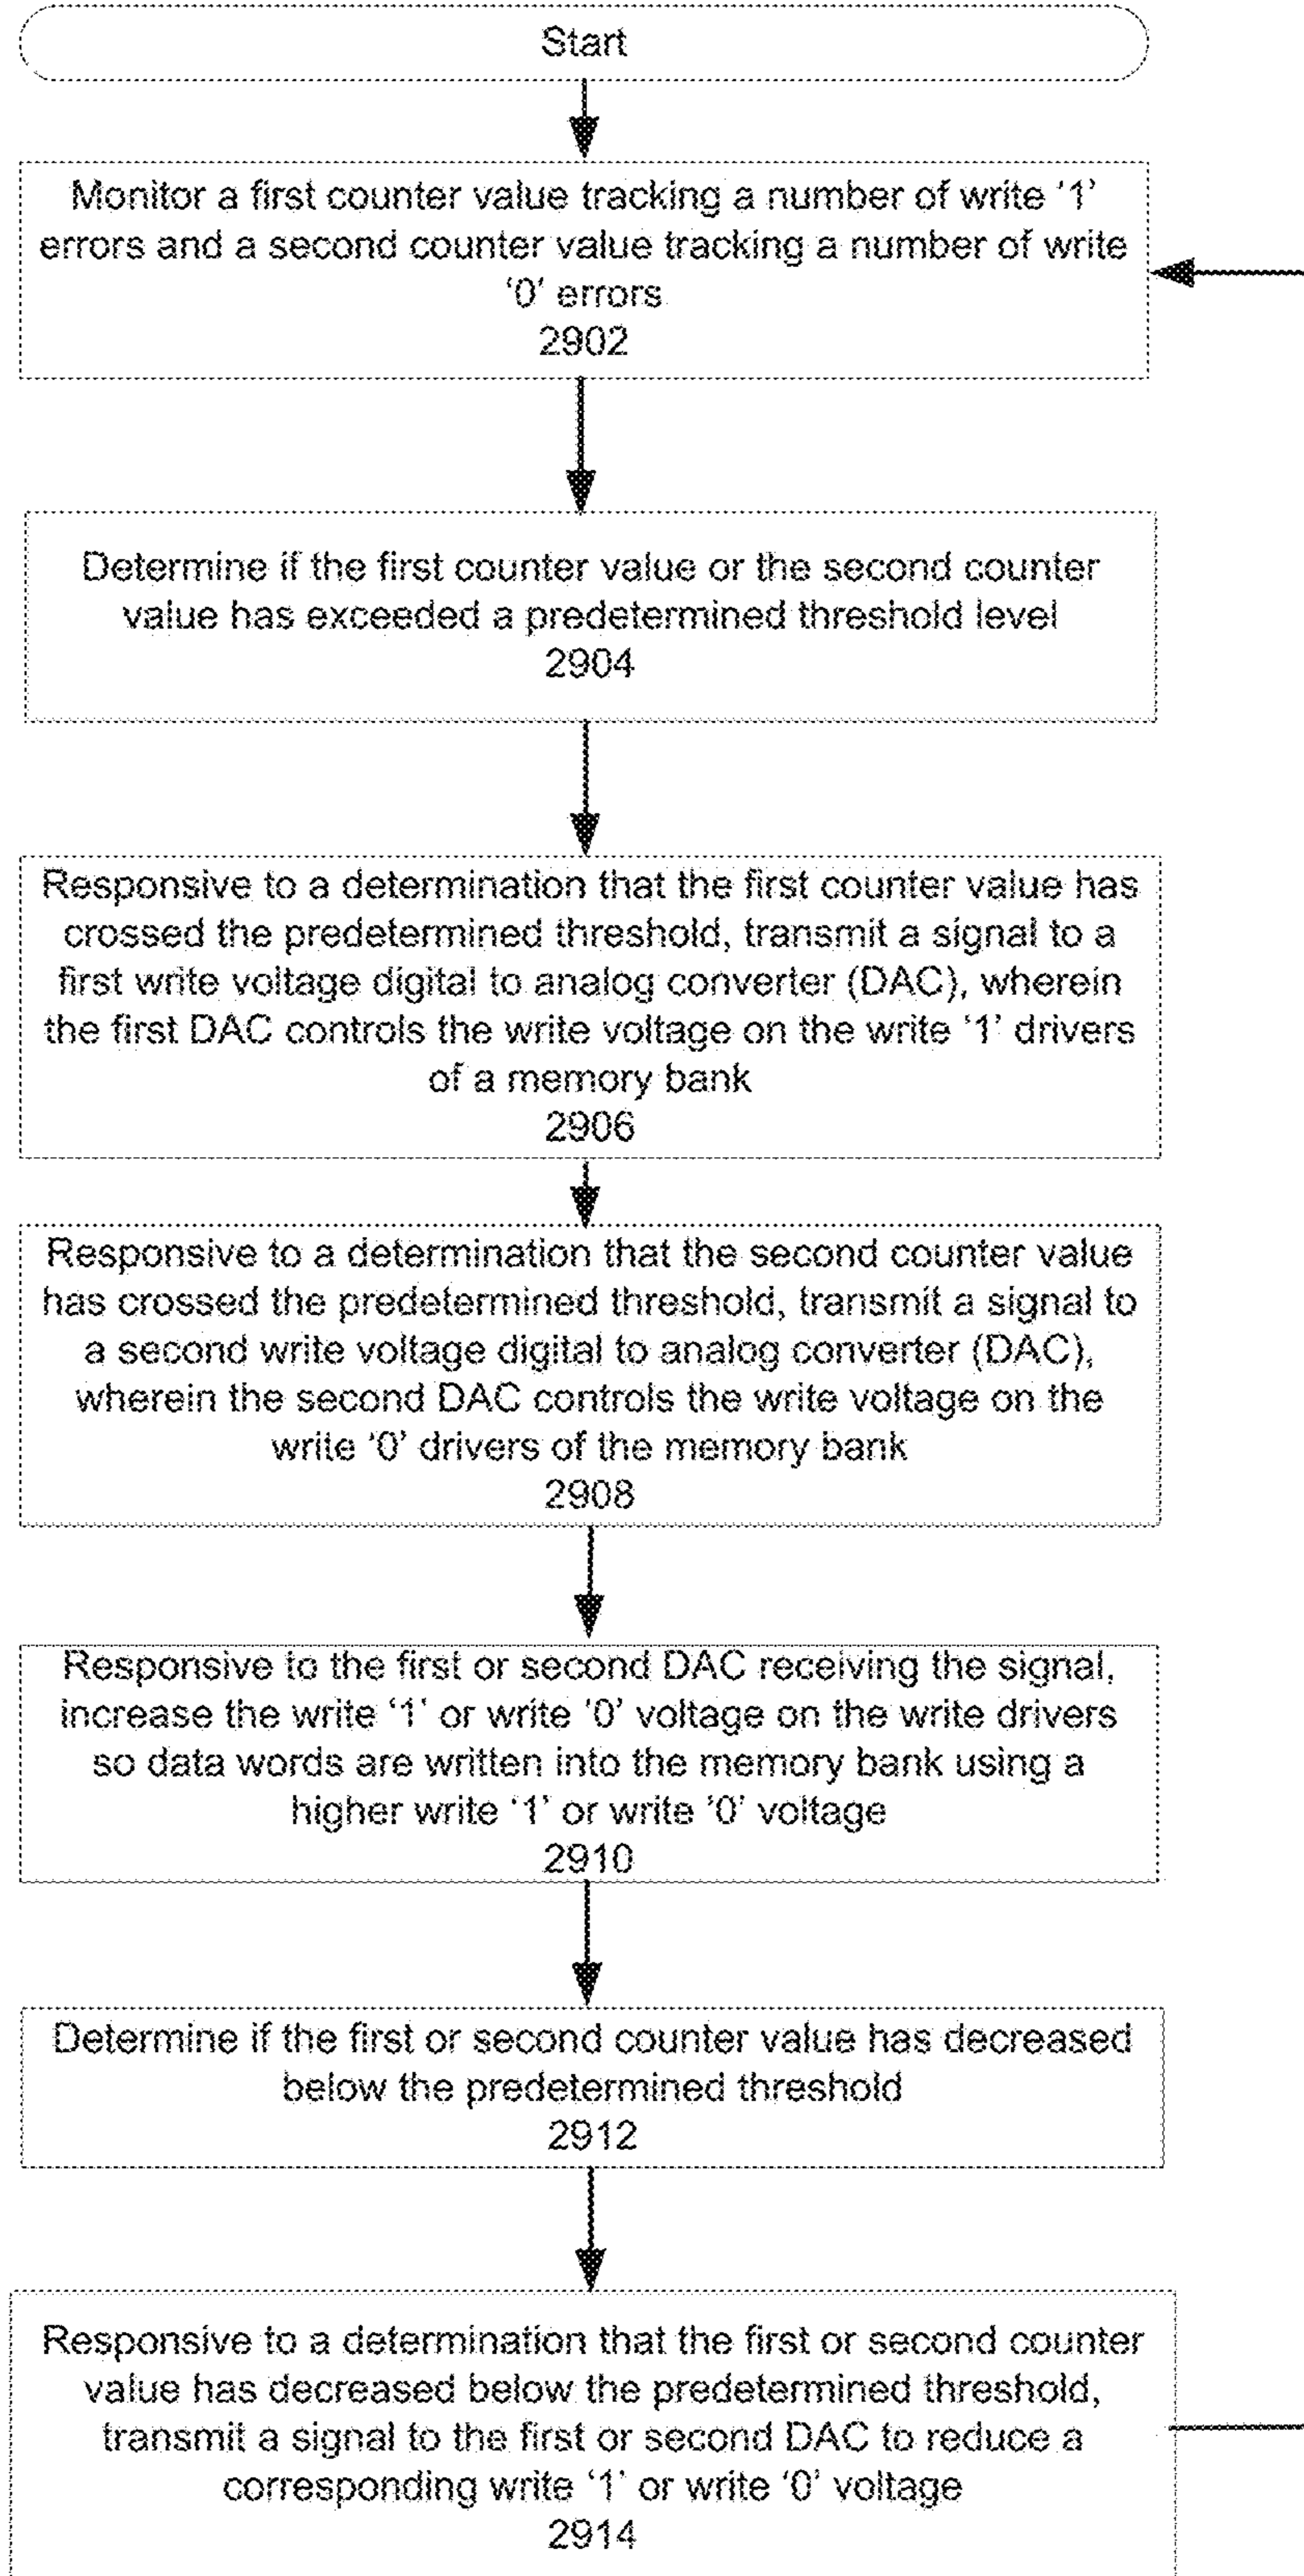 Start
Monitor a first counter value tracking a number of write ‘1’
errors and a second counter value tracking a number of write
‘0’ errors
2902
Determine if the first counter value or the second counter
value has exceeded a predetermined threshold level
2904
Responsive to a determination that the first counter value has
crossed the predetermined threshold, transmit a signal to a
first write voltage digital to analog converter (DAC), wherein
the first DAC controls the write voltage on the write ‘1’ drivers
of a memory bank
2906
Responsive to a determination that the second counter value
has crossed the predetermined threshold, transmit a signal to
a second write voltage digital to analog converter (DAC),
wherein the second DAC controls the write voltage on the
write ‘0’ drivers of the memory bank
2908
Responsive to the first or second DAC receiving the signal,
increase the write ‘1’ or write ‘0’ voltage on the write drivers
so data words are written into the memory bank using a
higher write ‘1’ or write ‘0’ voltage
2910
Determine if the first or second counter value has decreased
below the predetermined threshold
2912
Responsive to a determination that the first or second counter
value has decreased below the predetermined threshold,
transmit a signal to the first or second DAC to reduce a
corresponding write ‘1’ or write ‘0’ voltage
2914